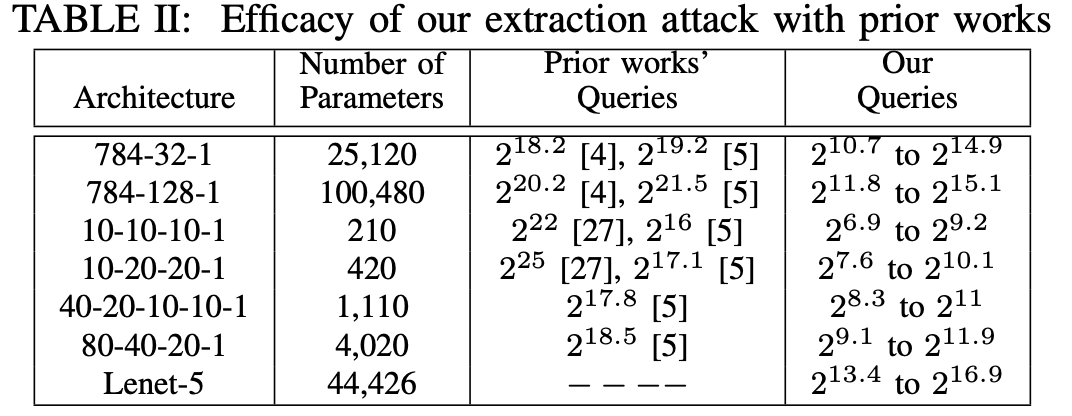 TABLE II: Efficacy of our extraction attack with prior works
Architecture Number of Parameters Prior works' Queries Our Queries
784-32-1 25,120 2^18.2 [4], 2^19.2 [5] 2^10.7 to 2^14.9
784-128-1 100,480 2^20.2 [4], 2^21.5 [5] 2^11.8 to 2^15.1
10-10-10-1 210 2^22 [27], 2^16 [5] 2^6.9 to 2^9.2
10-20-20-1 420 2^25 [27], 2^17.1 [5] 2^7.6 to 2^10.1
40-20-10-10-1 1,110 2^17.8 [5] 2^8.3 to 2^11
80-40-20-1 4,020 2^18.5 [5] 2^9.1 to 2^11.9
Lenet-5 44,426 − − −− 2^13.4 to 2^16.9